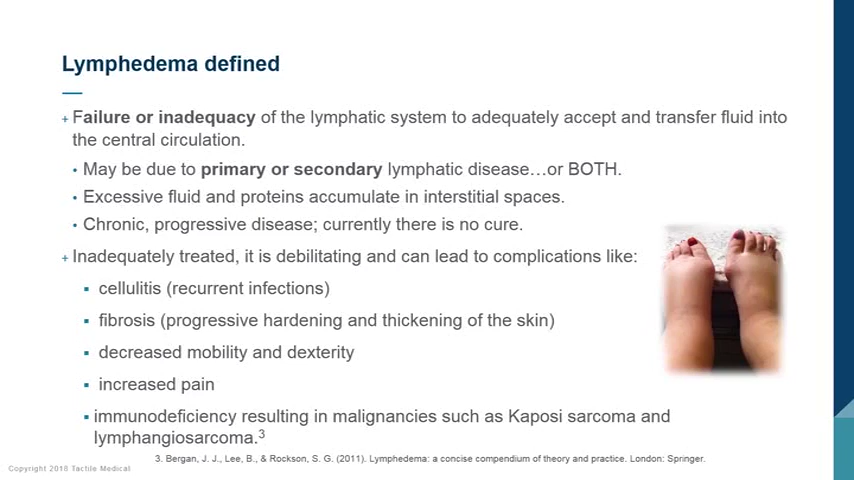 Lymphedema defined
+ Failure or inadequacy of the lymphatic system to adequately accept and transfer fluid into
the central circulation.
• May be due to primary or secondary lymphatic disease…or BOTH.
• Excessive fluid and proteins accumulate in interstitial spaces.
• Chronic, progressive disease; currently there is no cure.
+ Inadequately treated, it is debilitating and can lead to complications like:
▪ cellulitis (recurrent infections)
▪ fibrosis (progressive hardening and thickening of the skin)
▪ decreased mobility and dexterity
▪ increased pain
▪ immunodeficiency resulting in malignancies such as Kaposi sarcoma and
lymphangiosarcoma.3
3. Bergan, J. J., Lee, B., & Rockson, S. G. (2011). Lymphedema: a concise compendium of theory and practice. London: Springer.
Copyright 2016 Tactile Medical